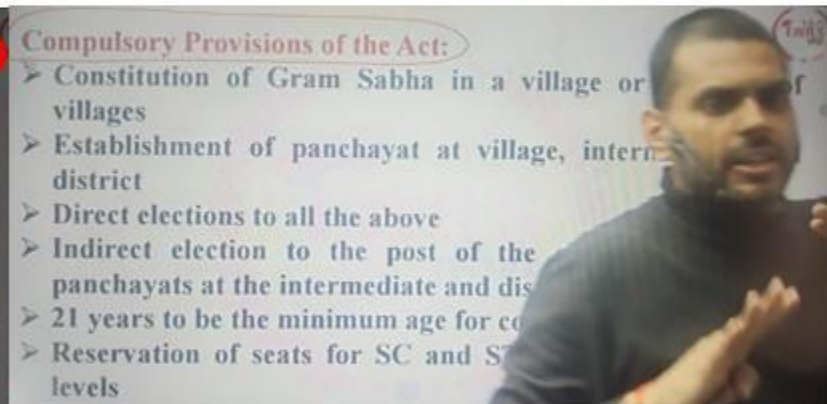 Compulsory Provisions of the Act:
➤ Constitution of Gram Sabha in a village or of
villages
➤ Establishment of panchayat at village,
district
➤ Direct elections to all the above
➤ Indirect election to the post of the
panchayats at the intermediate and
➤ 21 years to be the minimum age for
➤ Reservation of seats for SC and
levels